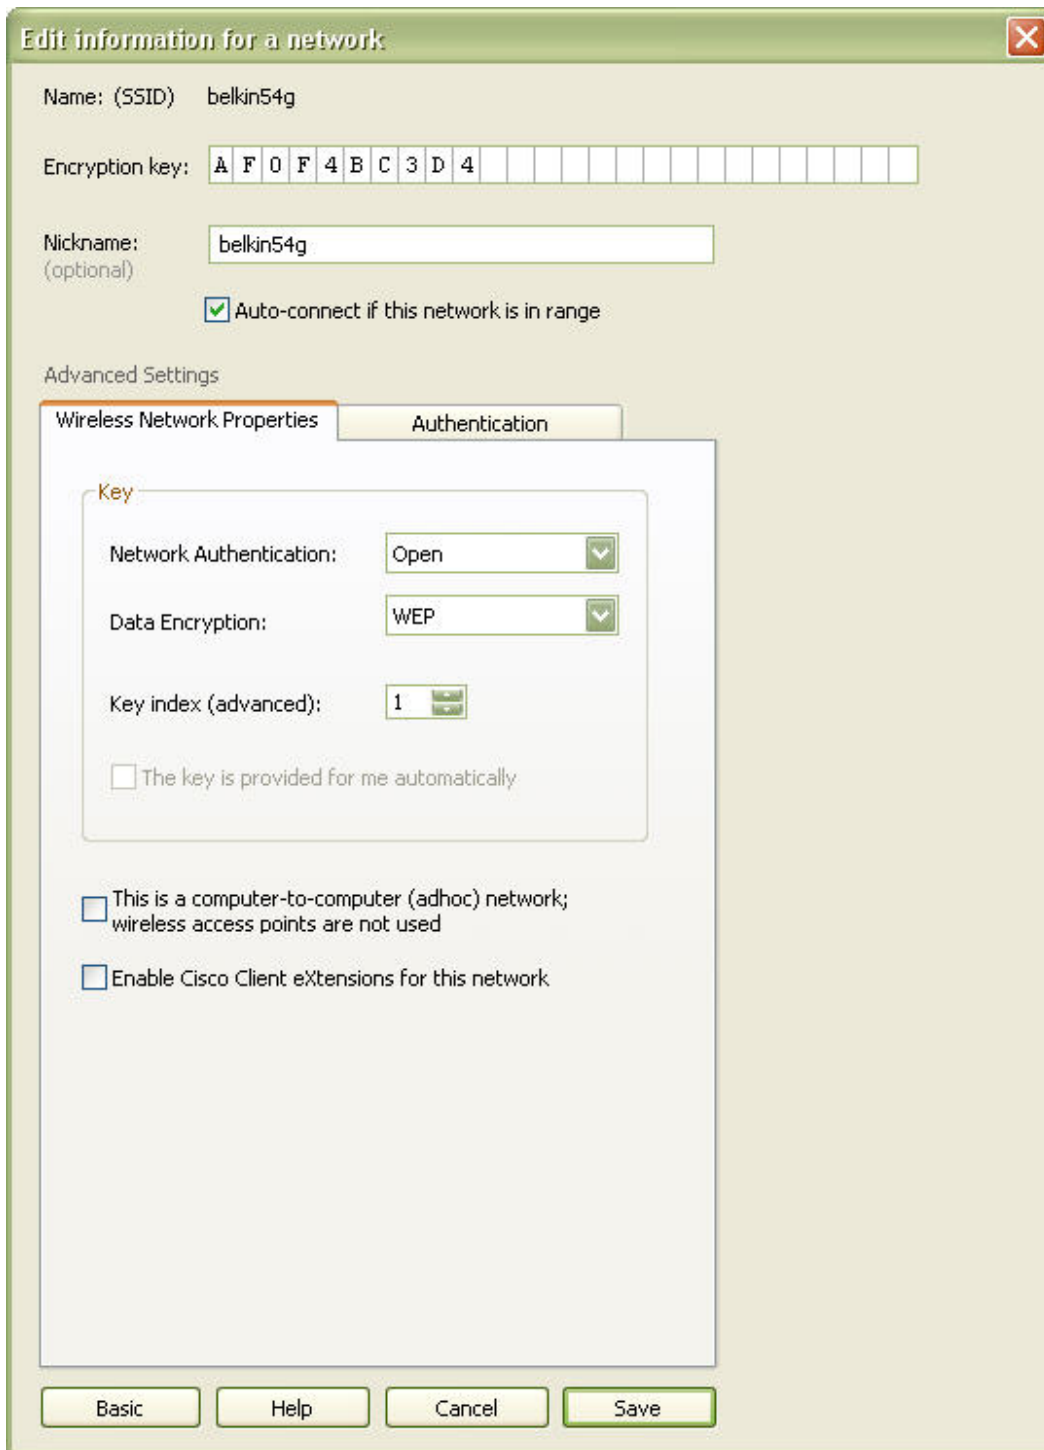 Edit information for a network
Name: (SSID) belkin54g
Encryption key: A F 0 F 4 B C 3 D 4
Nickname: belkin54g
(optional)
Auto-connect if this network is in range
Advanced Settings
Wireless Network Properties Authentication
Key
Network Authentication: Open
Data Encryption: WEP
Key index (advanced): 1
The key is provided for me automatically
This is a computer-to-computer (adhoc) network;
wireless access points are not used
Enable Cisco Client eXtensions for this network
Basic Help Cancel Save